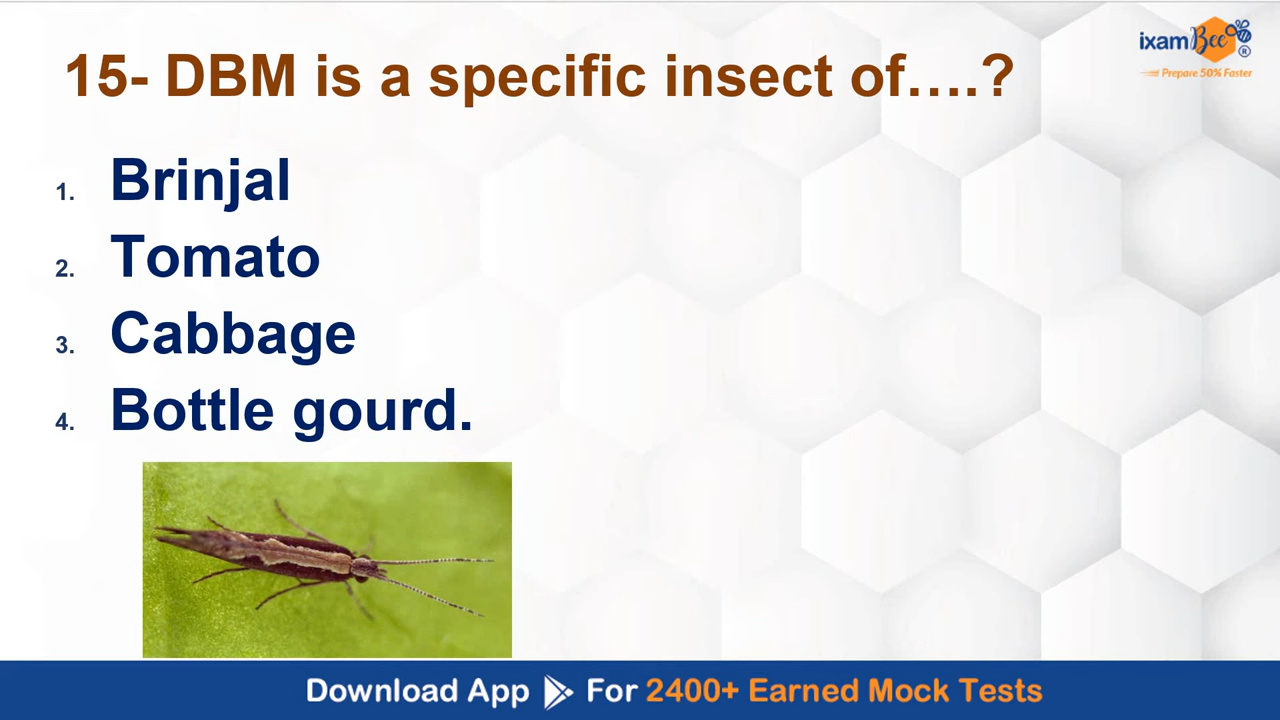 15- DBM is a specific insect of….?
ixamBee®
Prepare 50% Faster
1. Brinjal
2. Tomato
3. Cabbage
4. Bottle gourd.
Download App For 2400+ Earned Mock Tests